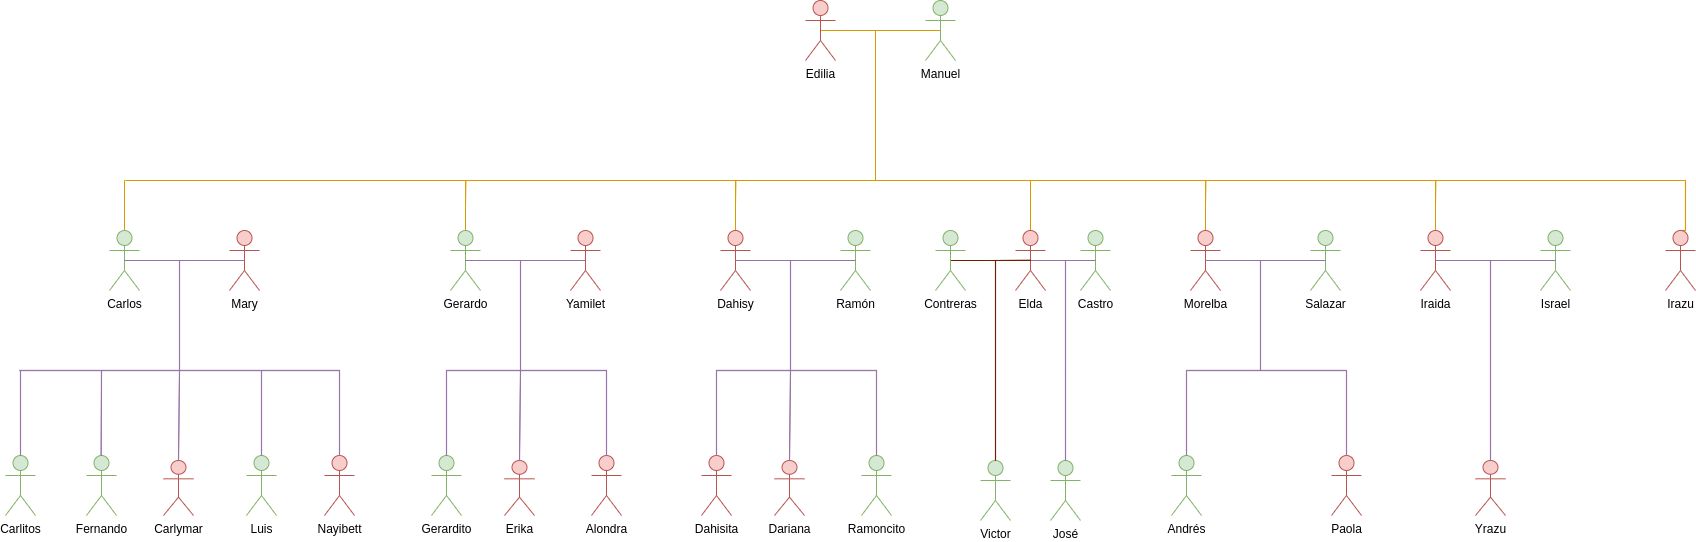 Edilia
Manuel
Carlos
Mary
Gerardo
Yamilet
Dahisy
Ramón
Contreras
Elda
Castro
Morelba
Salazar
Iraida
Israel
Irazu
Carlitos
Fernando
Carlymar
Luis
Nayibett
Gerardito
Erika
Alondra
Dahisita
Dariana
Ramoncito
Victor
José
Andrés
Paola
Yrazu